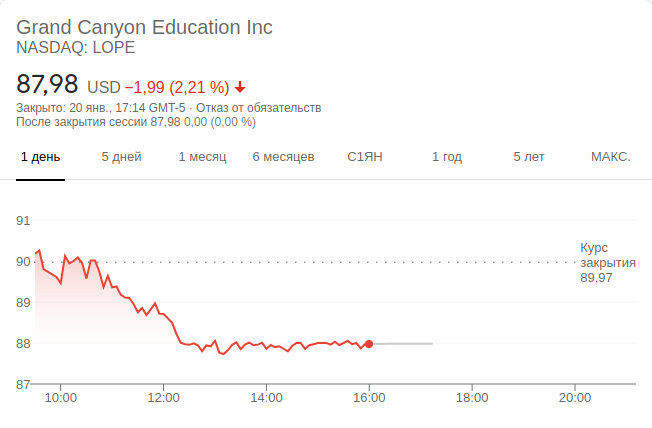 Grand Canyon Education Inc
NASDAQ: LOPE
87,98 USD −1,99 (2,21 %)
Закрыто: 20 янв., 17:14 GMT-5 · Отказ от обязательств
После закрытия сессии 87,98 0,00 (0,00 %)
1 день 5 дней 1 месяц 6 месяцев С1ЯН 1 год 5 лет МАКС.
91
90
89
88
87
Курс
закрытия
89,97
10:00 12:00 14:00 16:00 18:00 20:00